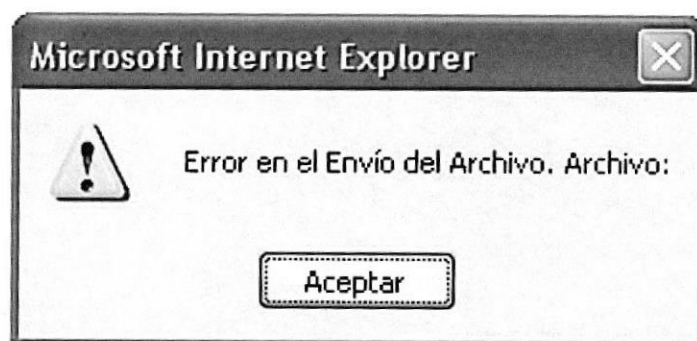 Microsoft Internet Explorer
Error en el Envío del Archivo. Archivo:
Aceptar